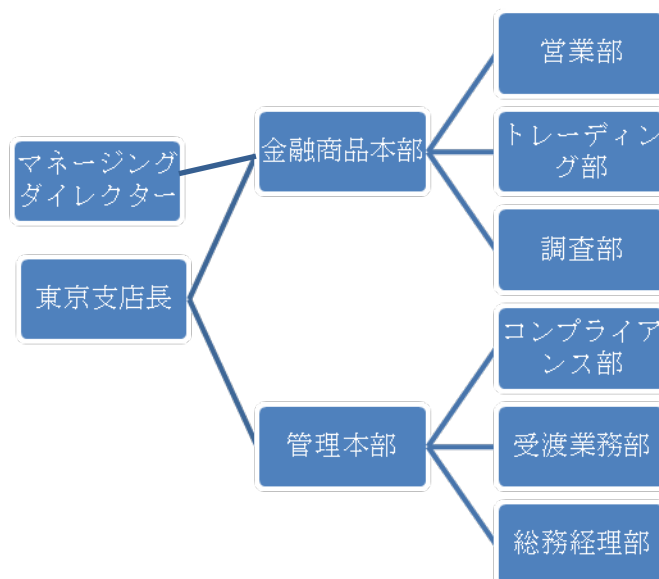 マネージング
ダイレクター
東京支店長
金融商品本部
管理本部
営業部
トレーディン
グ部
調査部
コンプライア
ンス部
受渡業務部
総務経理部